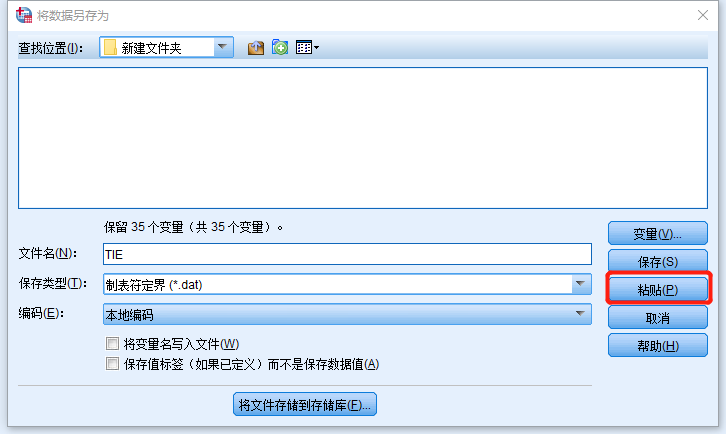 将数据另存为
查找位置(I)：
新建文件夹
保留 35 个变量（共 35 个变量）。
变量(V)...
文件名(N)：
TIE
保存(S)
保存类型(T)：
制表符定界 (*.dat)
粘贴(P)
编码(E)：
本地编码
取消
将变量名写入文件(W)
帮助(H)
保存值标签（如果已定义）而不是保存数据值(A)
将文件存储到存储库(F)...